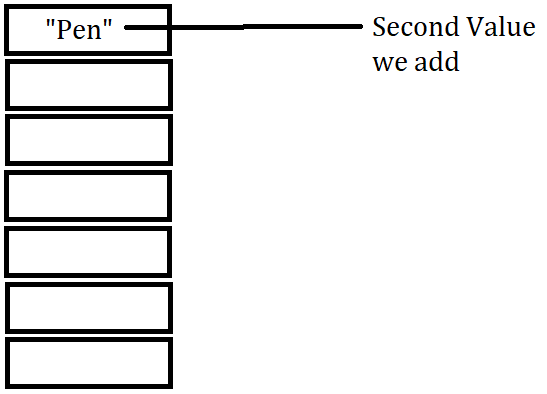 "Pen"
Second Value
we add